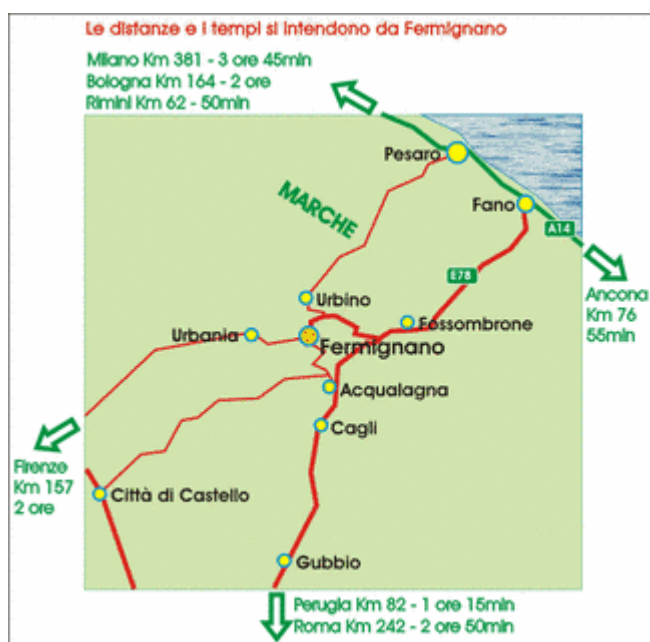 Le distanze e i tempi si intendono da Fermignano
Milano Km 381 - 3 ore 45min
Bologna Km 164 - 2 ore
Rimini Km 62 - 50min
Pesaro
MARCHE
Fano
A14
E78
Ancona
Km 76
55min
Urbino
Urbania
Fossombrone
Fermignano
Acqualagna
Cagli
Firenze
Km 157
2 ore
Città di Castello
Gubbio
Perugia Km 82 - 1 ore 15min
Roma Km 242 - 2 ore 50min